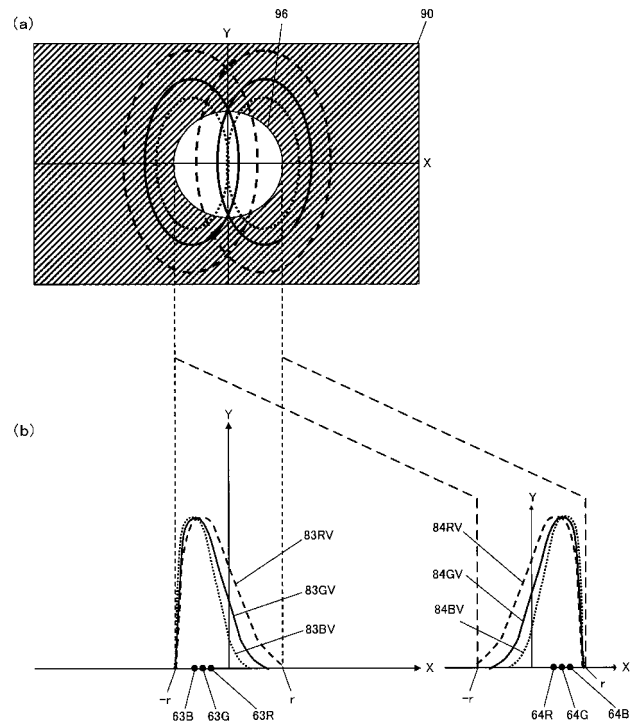 (a)
96
90
Y
X
(b)
Y
83RV
83GV
83BV
X
-r
r
63B 63G 63R
Y
84RV
84GV
84BV
X
-r
r
64R 64G 64B